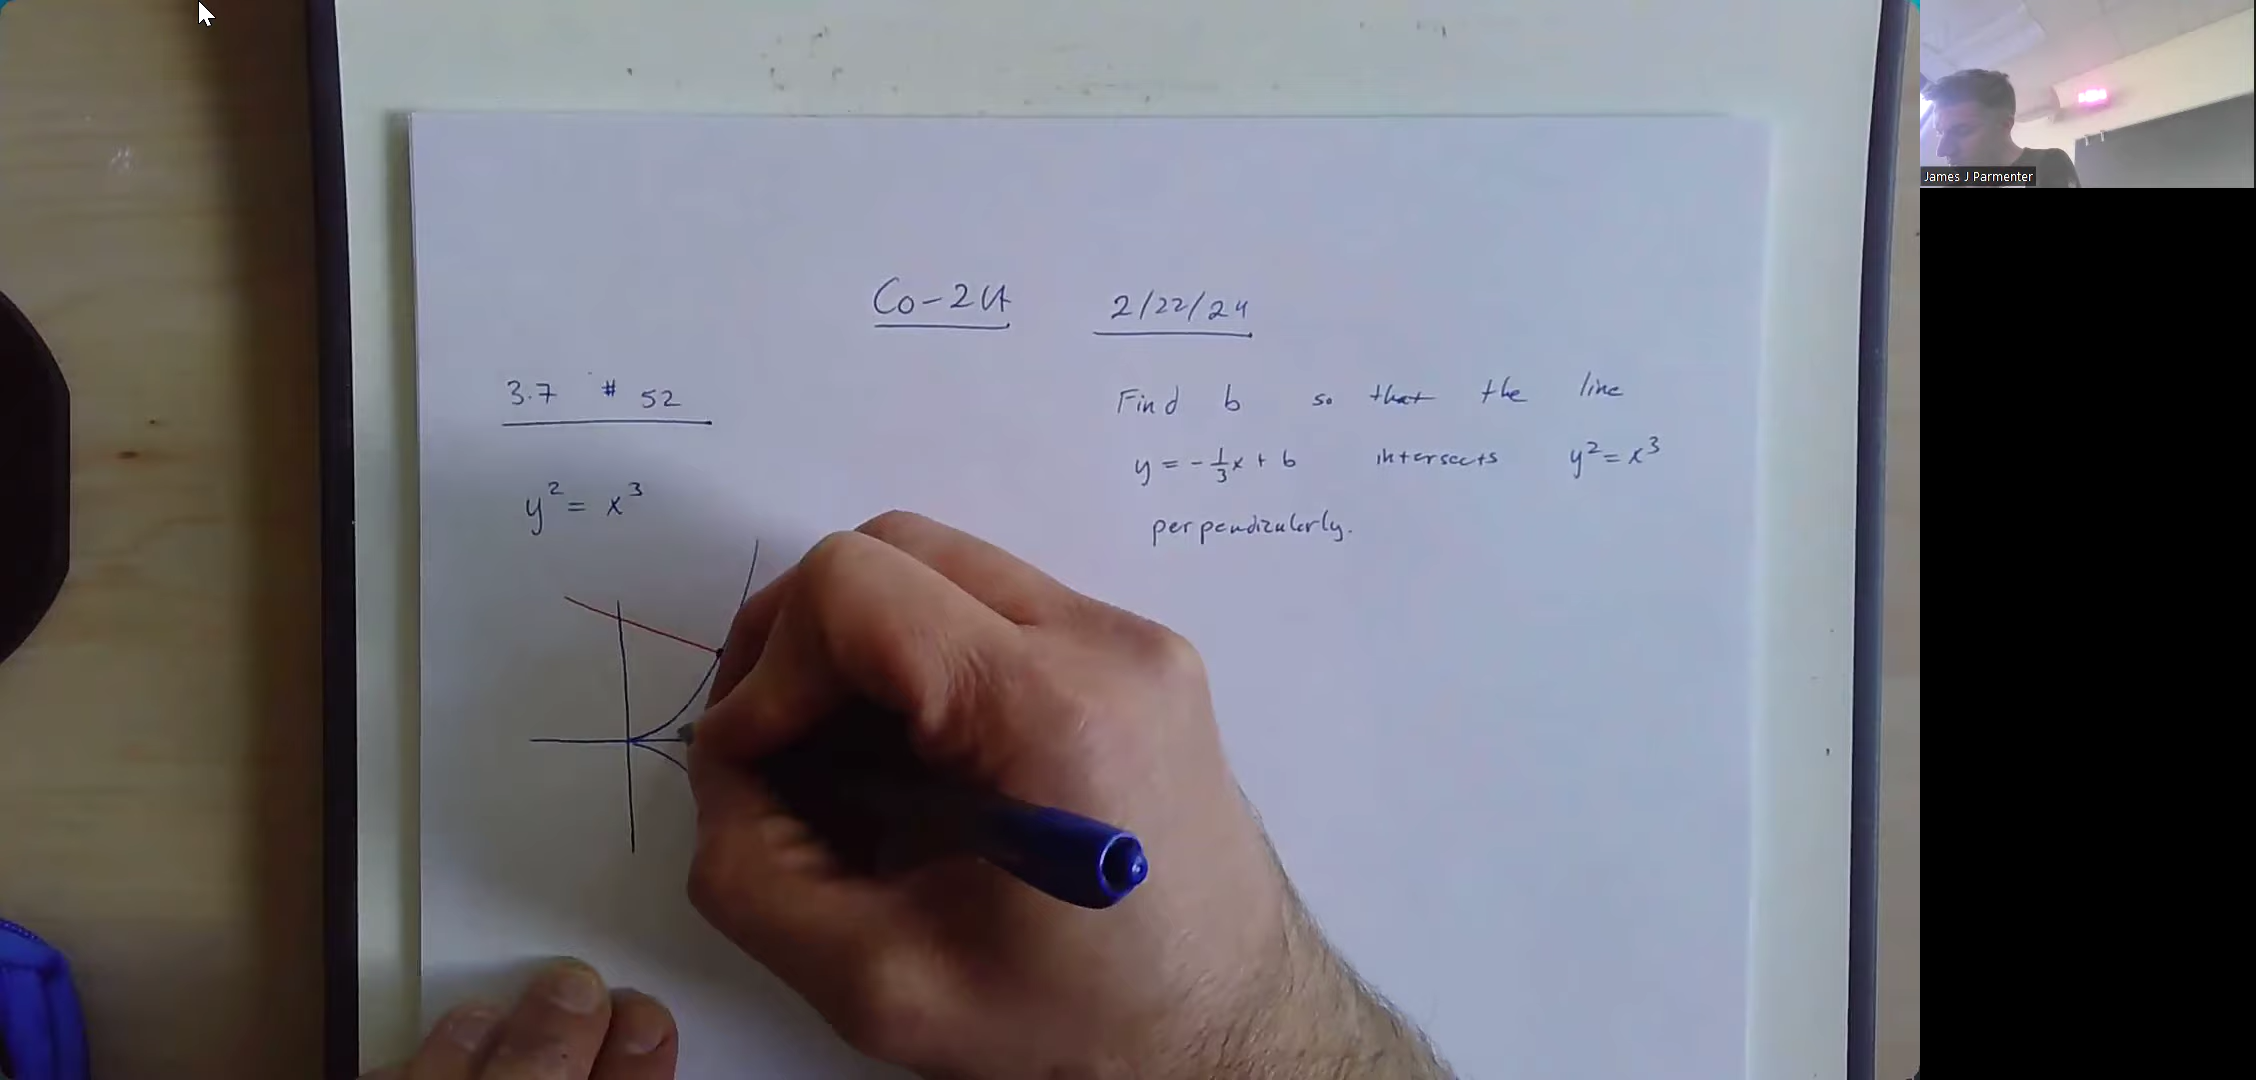 Co-24 2/22/24
3.7 # 52
y² = x³
Find b so that the line
y = -1/3 x + b intersects y² = x³
perpendicularly.
James J Parmenter